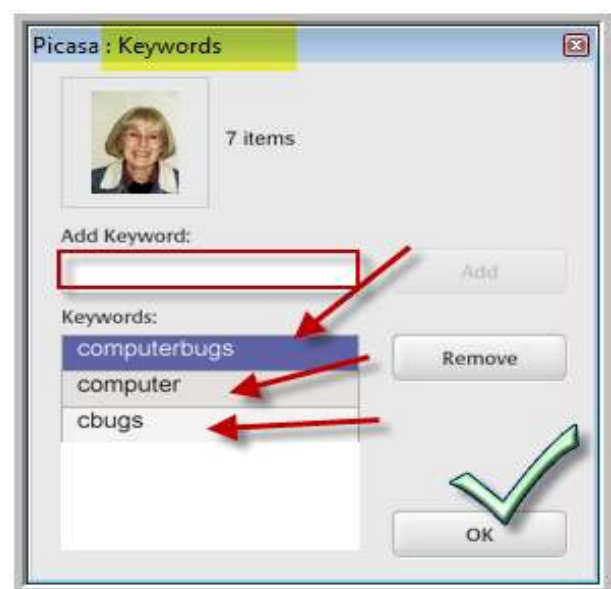 Picasa : Keywords
7 items
Add Keyword:
Add
Keywords:
computerbugs
Remove
computer
cbugs
OK